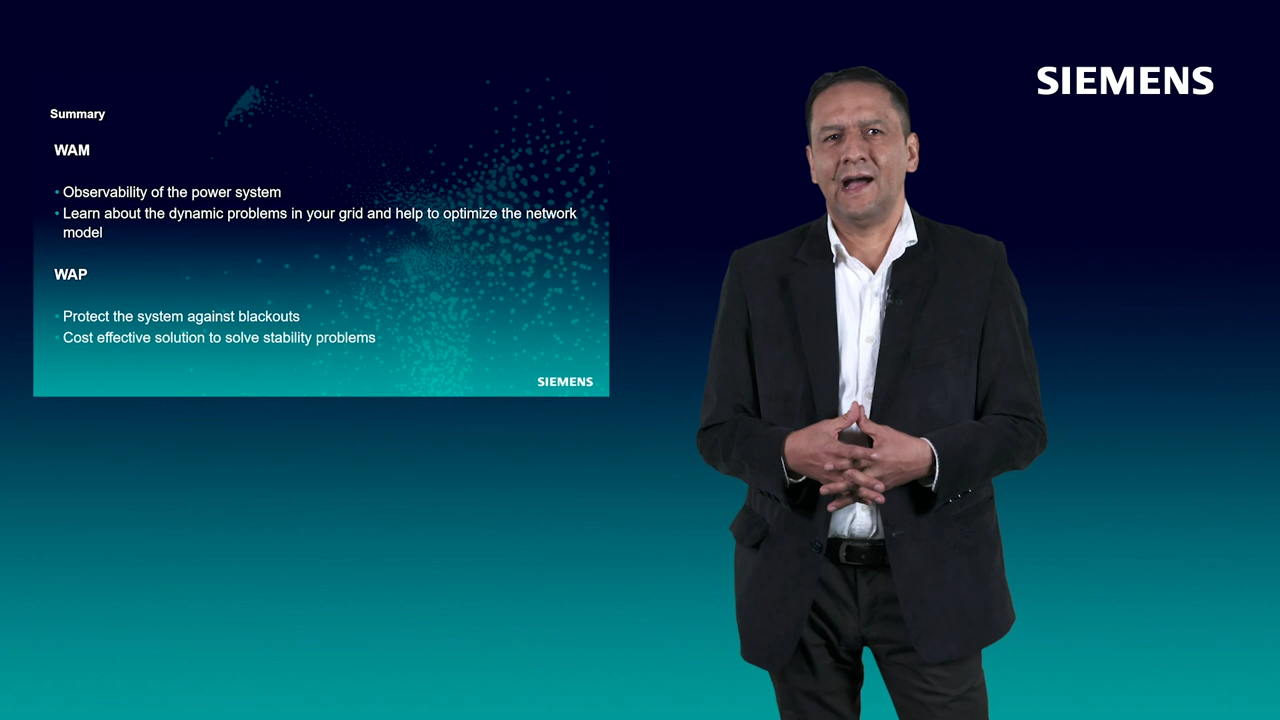 SIEMENS
Summary
WAM
• Observability of the power system
• Learn about the dynamic problems in your grid and help to optimize the network
model
WAP
• Protect the system against blackouts
• Cost effective solution to solve stability problems
SIEMENS